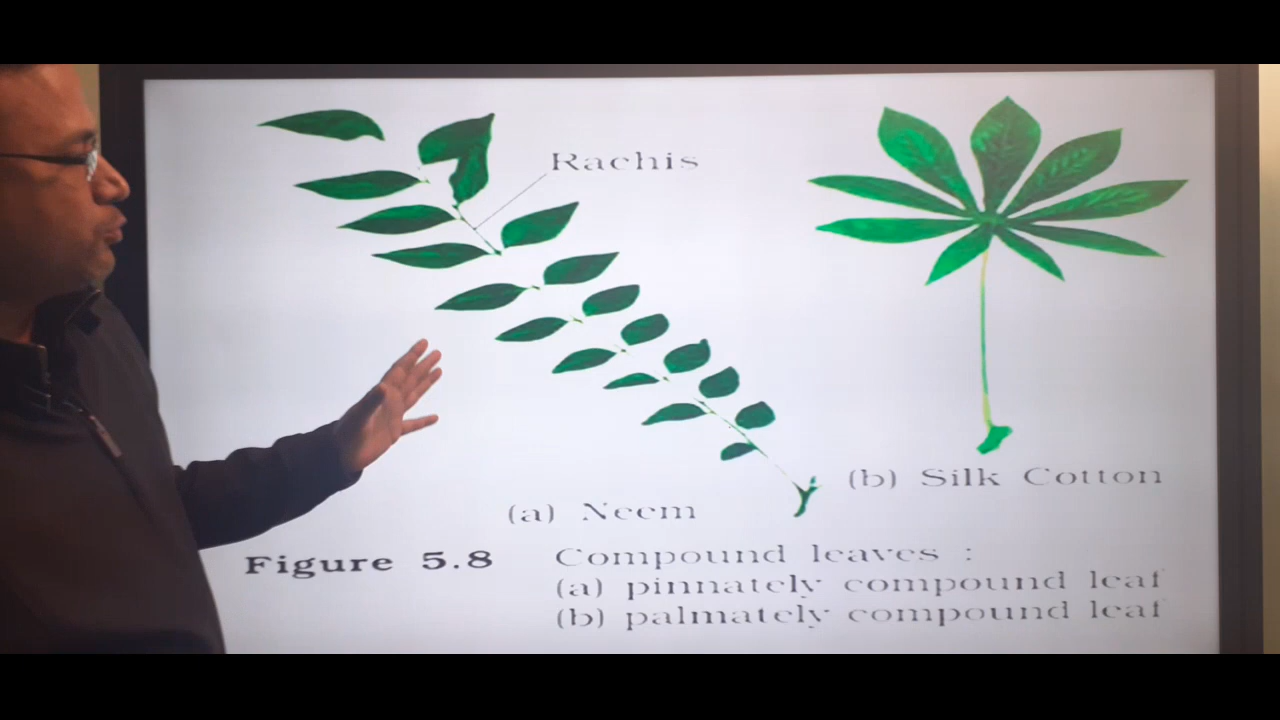 Rachis
(b) Silk Cotton
(a) Neem
Figure 5.8 Compound leaves :
(a) pinnately compound leaf
(b) palmately compound leaf